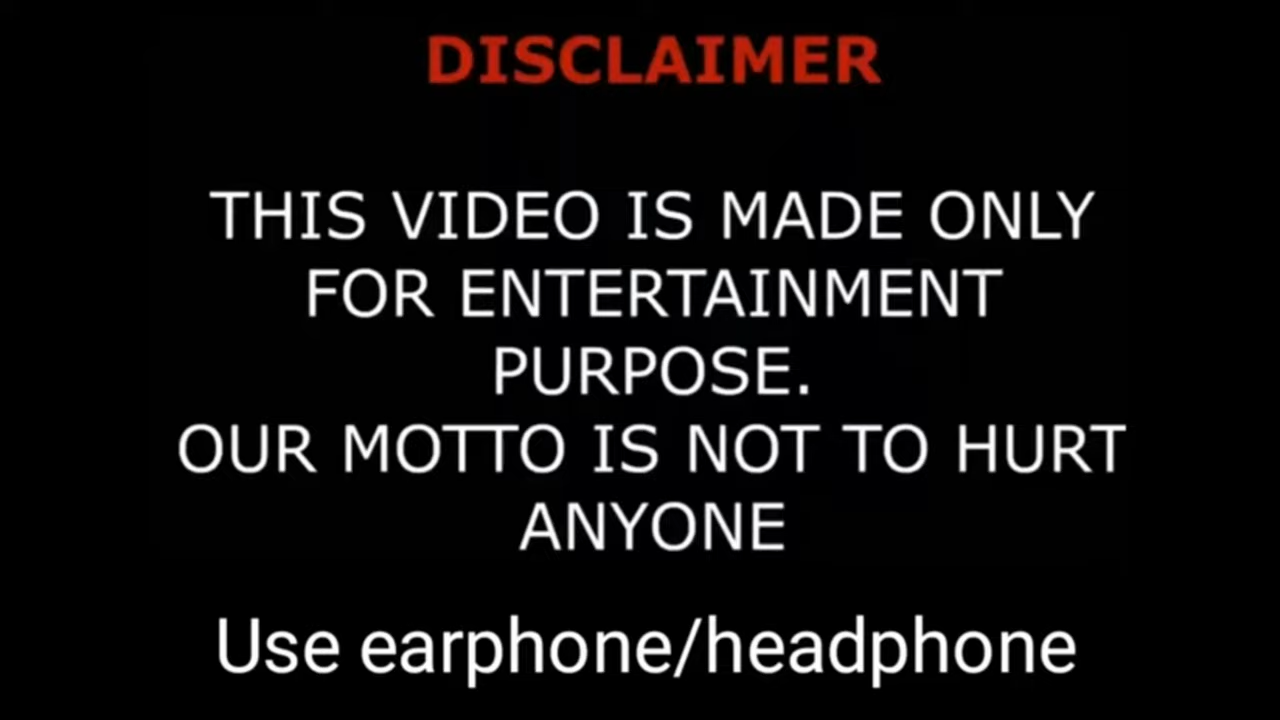 DISCLAIMER
THIS VIDEO IS MADE ONLY
FOR ENTERTAINMENT
PURPOSE.
OUR MOTTO IS NOT TO HURT
ANYONE
Use earphone/headphone